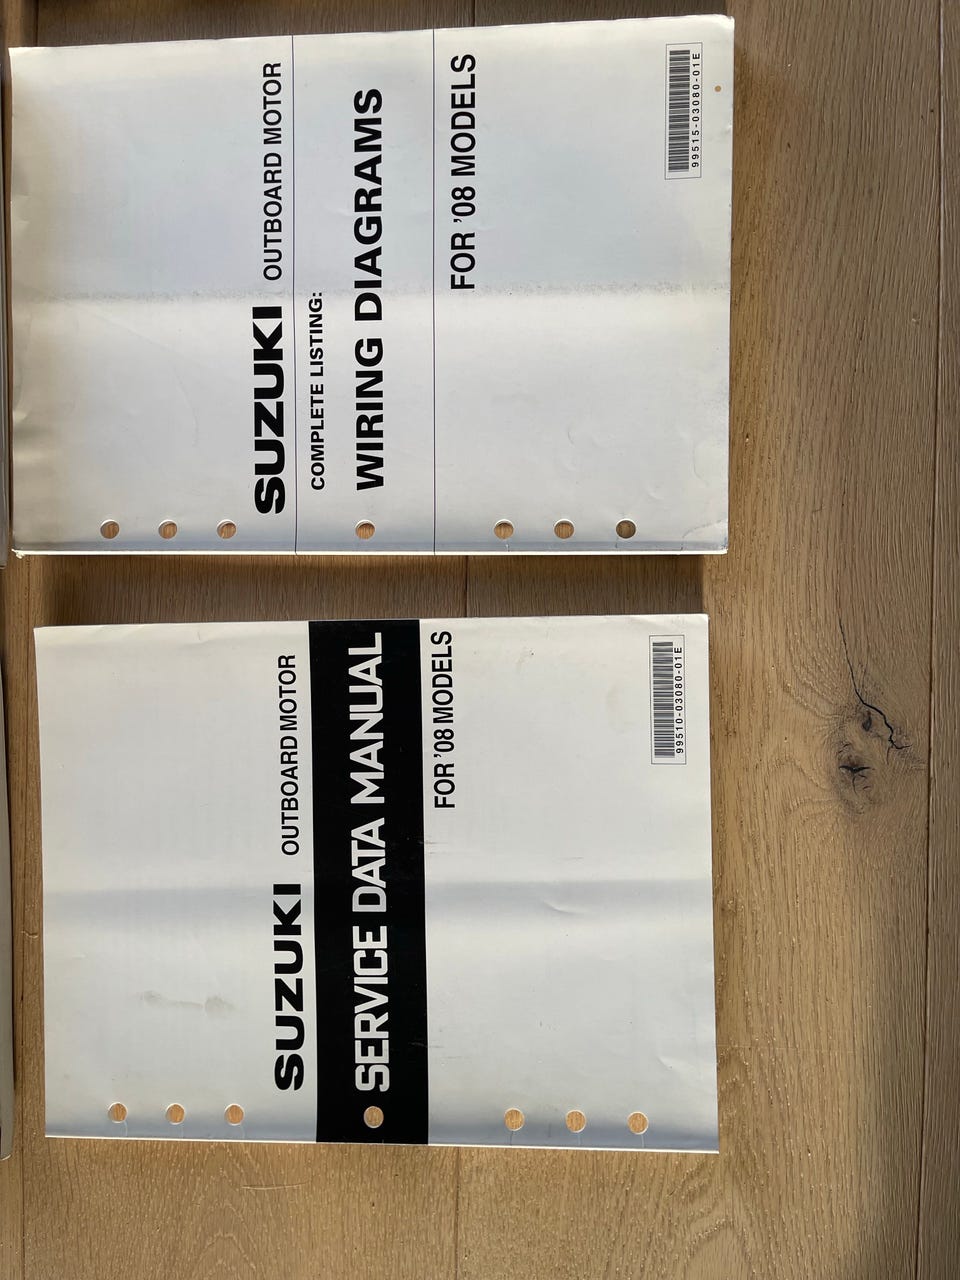 SUZUKI OUTBOARD MOTOR
COMPLETE LISTING:
WIRING DIAGRAMS
FOR '08 MODELS
99515-03080-01E
SUZUKI OUTBOARD MOTOR
SERVICE DATA MANUAL
FOR '08 MODELS
99510-03080-01E